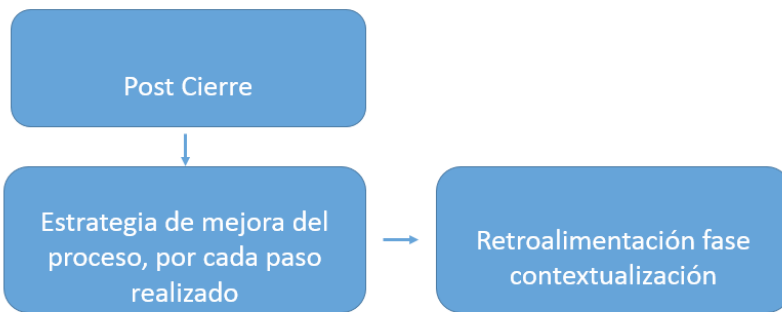 Post Cierre
Estrategia de mejora del
proceso, por cada paso
realizado
Retroalimentación fase
contextualización